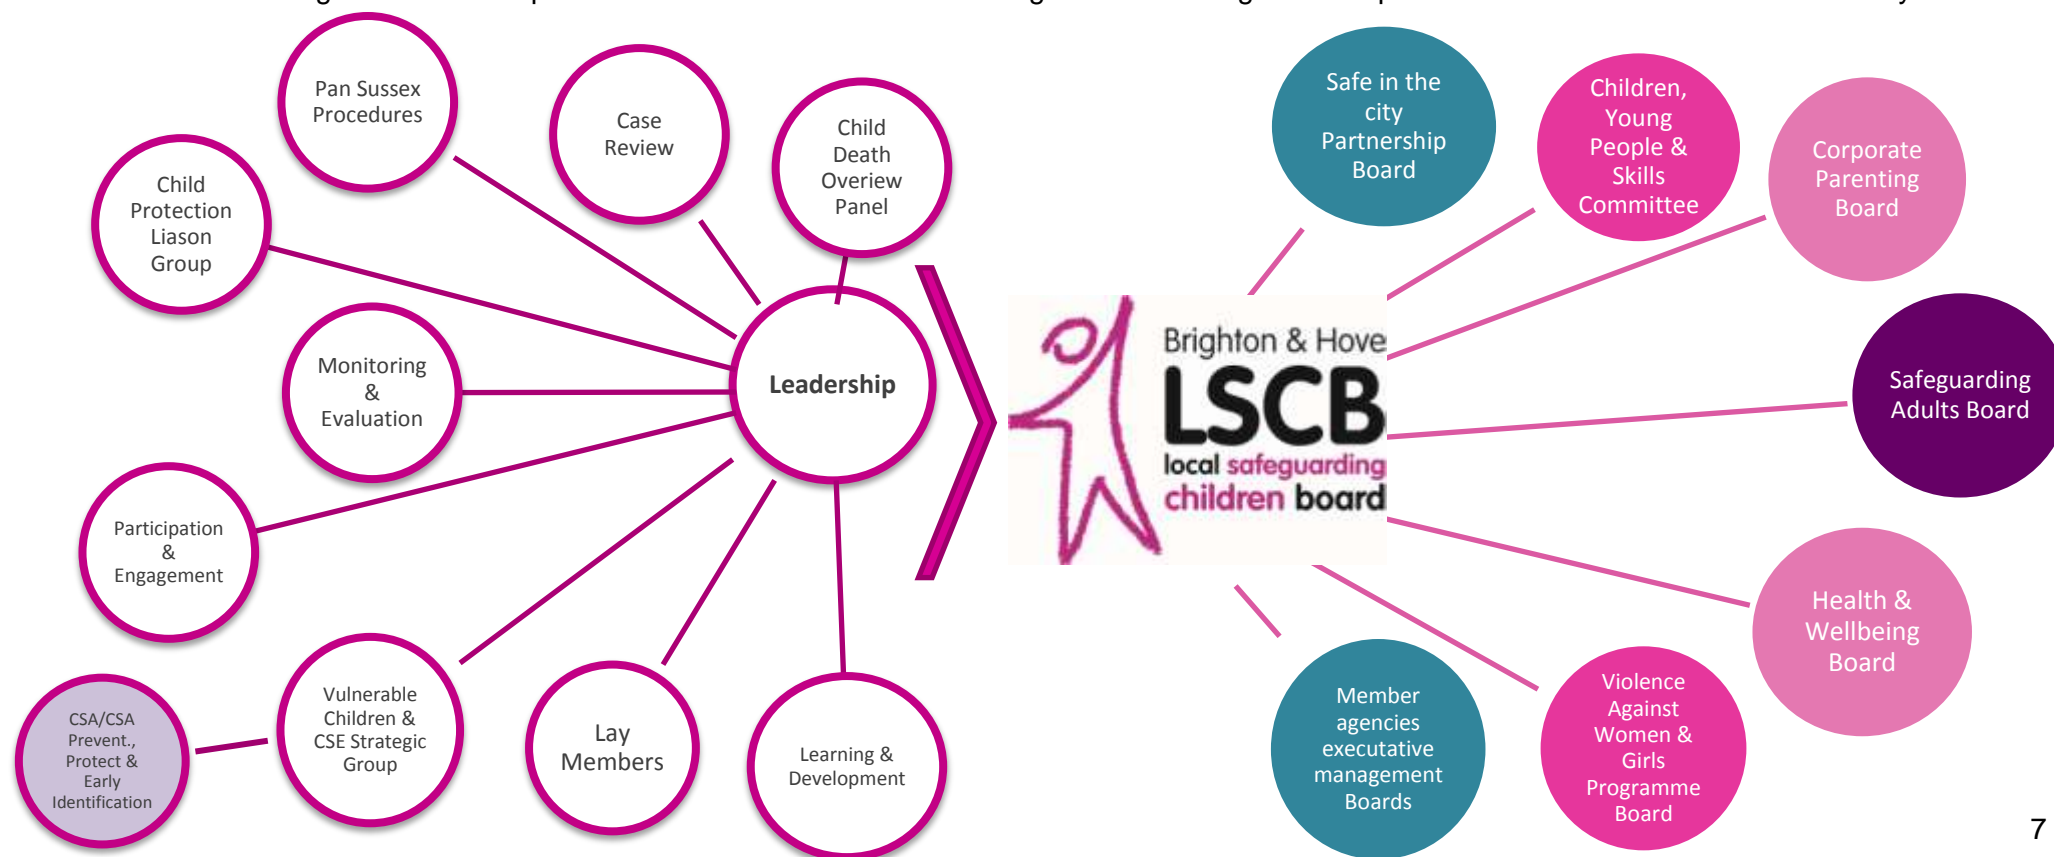 Pan Sussex
Procedures
Case
Review
Child
Death
Overiew
Panel
Child
Protection
Liason
Group
Monitoring
&
Evaluation
Leadership
Participation
&
Engagement
CSA/CSA
Prevent.,
Protect &
Early
Identification
Vulnerable
Children &
CSE Strategic
Group
Lay
Members
Learning &
Development
Brighton & Hove
LSCB
local safeguarding
children board
Safe in the
city
Partnership
Board
Children,
Young
People &
Skills
Committee
Corporate
Parenting
Board
Safeguarding
Adults Board
Health &
Wellbeing
Board
Violence
Against
Women &
Girls
Programme
Board
Member
agencies
executative
management
Boards
7